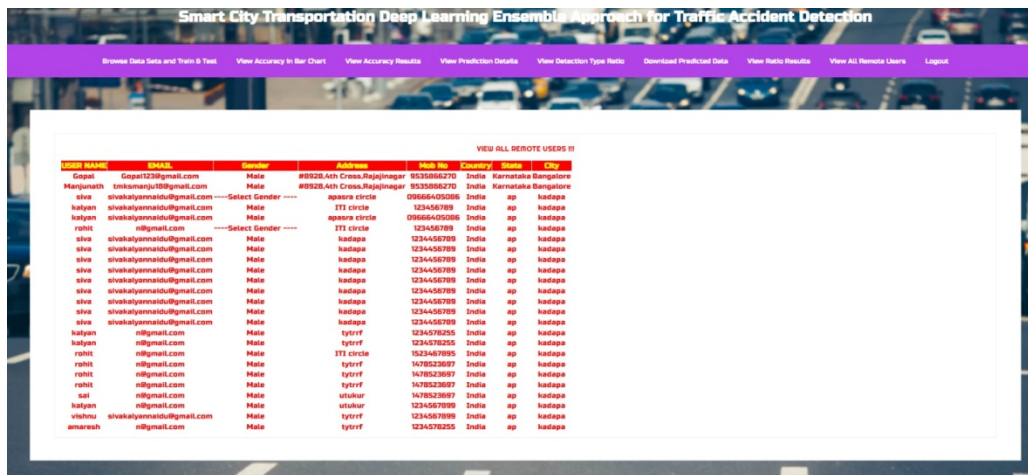 Smart City Transportation Deep Learning Ensemble Approach for Traffic Accident Detection
Browse Data Sets and Train & Test View Accuracy in Bar Chart View Accuracy Results View Prediction Details View Detection Type Ratio Download Predicted Data View Ratio Results View All Remote Users Logout
VIEW ALL REMOTE USERS !!!
USER NAME EMAIL Gender Address Mob No Country State City
Gopal Gopal123@gmail.com Male #8928,4th Cross,Rajajinagar 9535866270 India Karnataka Bangalore
Manjunath tmksmanju18@gmail.com Male #8928,4th Cross,Rajajinagar 9535866270 India Karnataka Bangalore
siva sivakalyannaidu@gmail.com ----Select Gender ---- apasra circle 09666405086 India ap kadapa
kalyan sivakalyannaidu@gmail.com Male ITI circle 123456789 India ap kadapa
kalyan sivakalyannaidu@gmail.com Male apasra circle 09666405086 India ap kadapa
rohit n@gmail.com ----Select Gender ---- ITI circle 123456789 India ap kadapa
siva sivakalyannaidu@gmail.com Male kadapa 1234456789 India ap kadapa
siva sivakalyannaidu@gmail.com Male kadapa 1234456789 India ap kadapa
siva sivakalyannaidu@gmail.com Male kadapa 1234456789 India ap kadapa
siva sivakalyannaidu@gmail.com Male kadapa 1234456789 India ap kadapa
siva sivakalyannaidu@gmail.com Male kadapa 1234456789 India ap kadapa
siva sivakalyannaidu@gmail.com Male kadapa 1234456789 India ap kadapa
siva sivakalyannaidu@gmail.com Male kadapa 1234456789 India ap kadapa
siva sivakalyannaidu@gmail.com Male kadapa 1234456789 India ap kadapa
siva sivakalyannaidu@gmail.com Male kadapa 1234456789 India ap kadapa
kalyan n@gmail.com Male tytrrf 1234578255 India ap kadapa
kalyan n@gmail.com Male tytrrf 1234578255 India ap kadapa
rohit n@gmail.com Male ITI circle 1523467895 India ap kadapa
rohit n@gmail.com Male tytrrf 1478523697 India ap kadapa
rohit n@gmail.com Male tytrrf 1478523697 India ap kadapa
rohit n@gmail.com Male tytrrf 1478523697 India ap kadapa
sai n@gmail.com Male utukur 1478523697 India ap kadapa
kalyan n@gmail.com Male utukur 1234567899 India ap kadapa
vishnu sivakalyannaidu@gmail.com Male tytrrf 1234567899 India ap kadapa
amaresh n@gmail.com Male tytrrf 1234578255 India ap kadapa